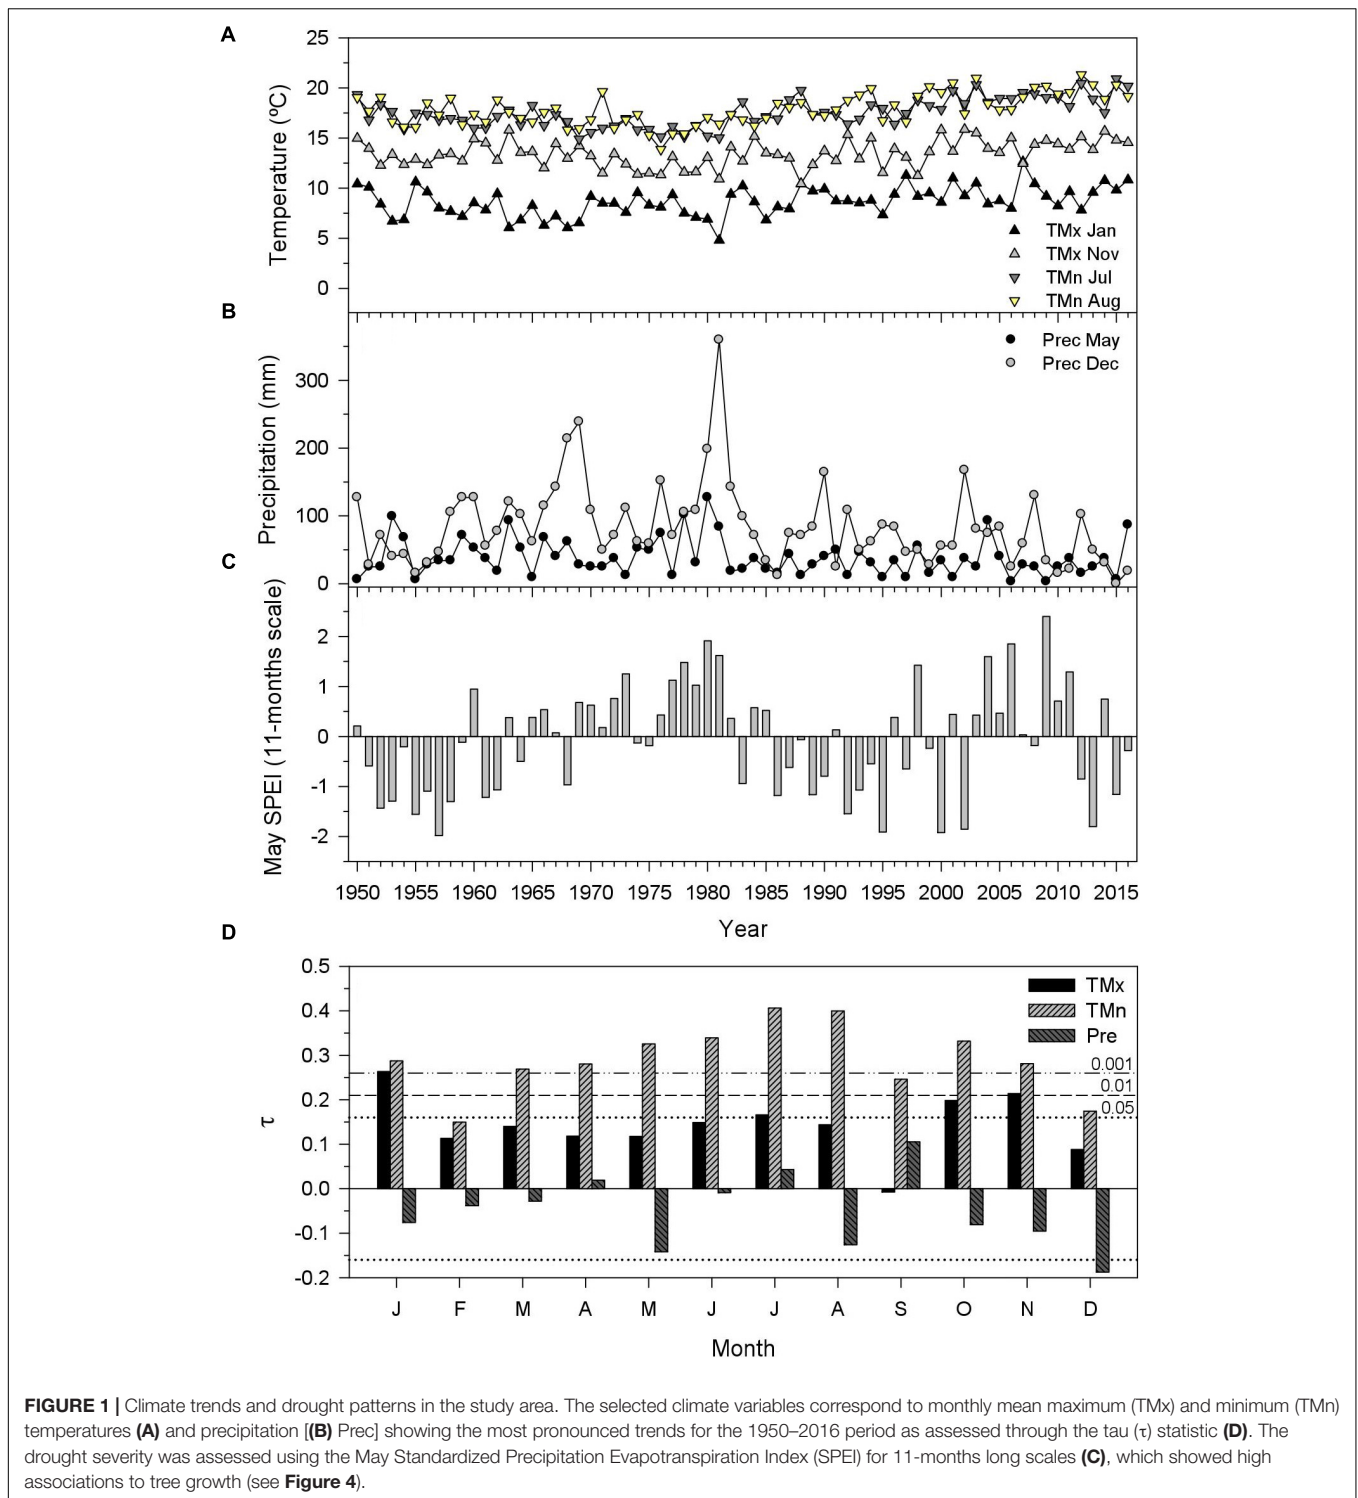 A
25
20
15
10
5
0
Temperature (ºC)
TMx Jan
TMx Nov
TMn Jul
TMn Aug
B
300
200
100
0
Precipitation (mm)
Prec May
Prec Dec
C
2
1
0
-1
-2
May SPEI (11-months scale)
1950 1955 1960 1965 1970 1975 1980 1985 1990 1995 2000 2005 2010 2015
Year
D
0.5
0.4
0.3
0.2
0.1
0.0
-0.1
-0.2
τ
TMx
TMn
Pre
0.001
0.01
0.05
J F M A M J J A S O N D
Month
FIGURE 1 | Climate trends and drought patterns in the study area. The selected climate variables correspond to monthly mean maximum (TMx) and minimum (TMn)
temperatures (A) and precipitation [(B) Prec] showing the most pronounced trends for the 1950–2016 period as assessed through the tau (τ) statistic (D). The
drought severity was assessed using the May Standardized Precipitation Evapotranspiration Index (SPEI) for 11-months long scales (C), which showed high
associations to tree growth (see Figure 4).